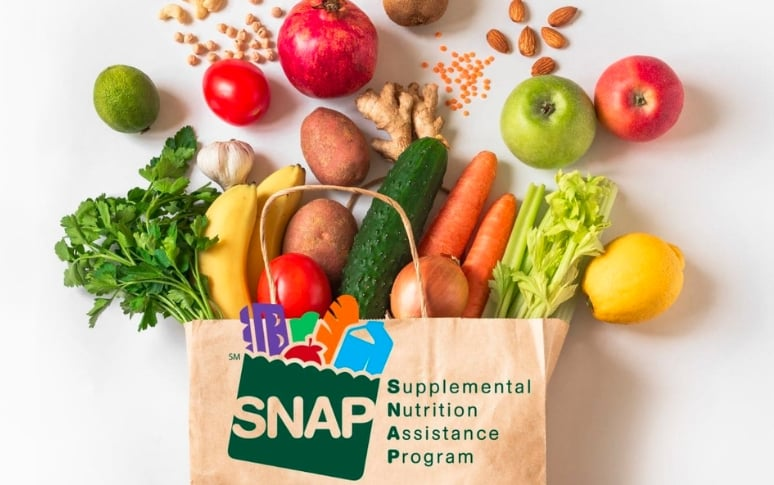 SM
SNAP
Supplemental
Nutrition
Assistance
Program